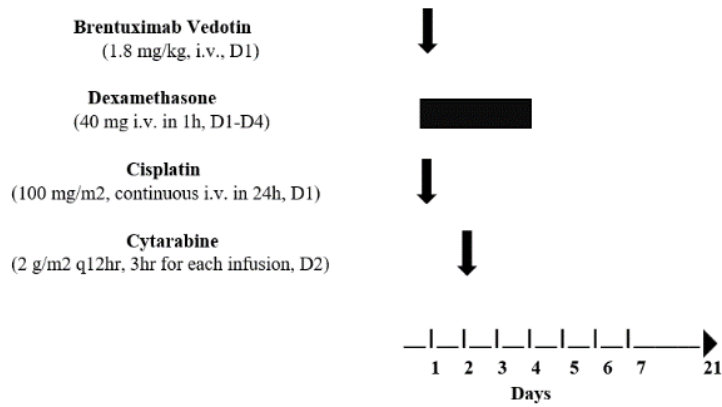 Brentuximab Vedotin
(1.8 mg/kg, i.v., D1)
Dexamethasone
(40 mg i.v. in 1h, D1-D4)
Cisplatin
(100 mg/m2, continuous i.v. in 24h, D1)
Cytarabine
(2 g/m2 q12hr, 3hr for each infusion, D2)
1 2 3 4 5 6 7 21
Days